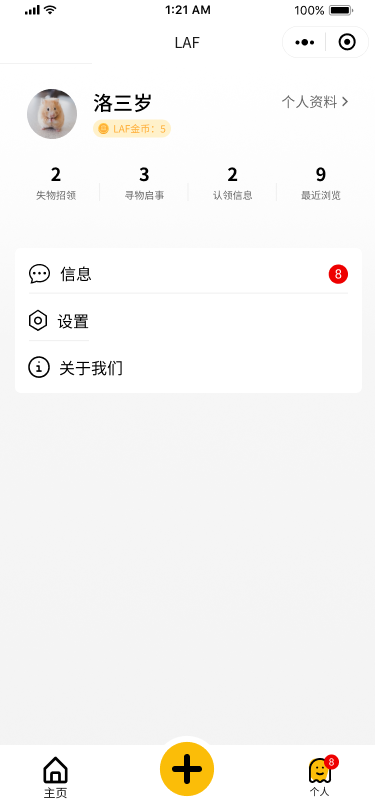 1:21 AM
100%
LAF
洛三岁
个人资料
LAF金币：5
2
3
2
9
失物招领
寻物启事
认领信息
最近浏览
信息
8
设置
关于我们
8
主页
个人